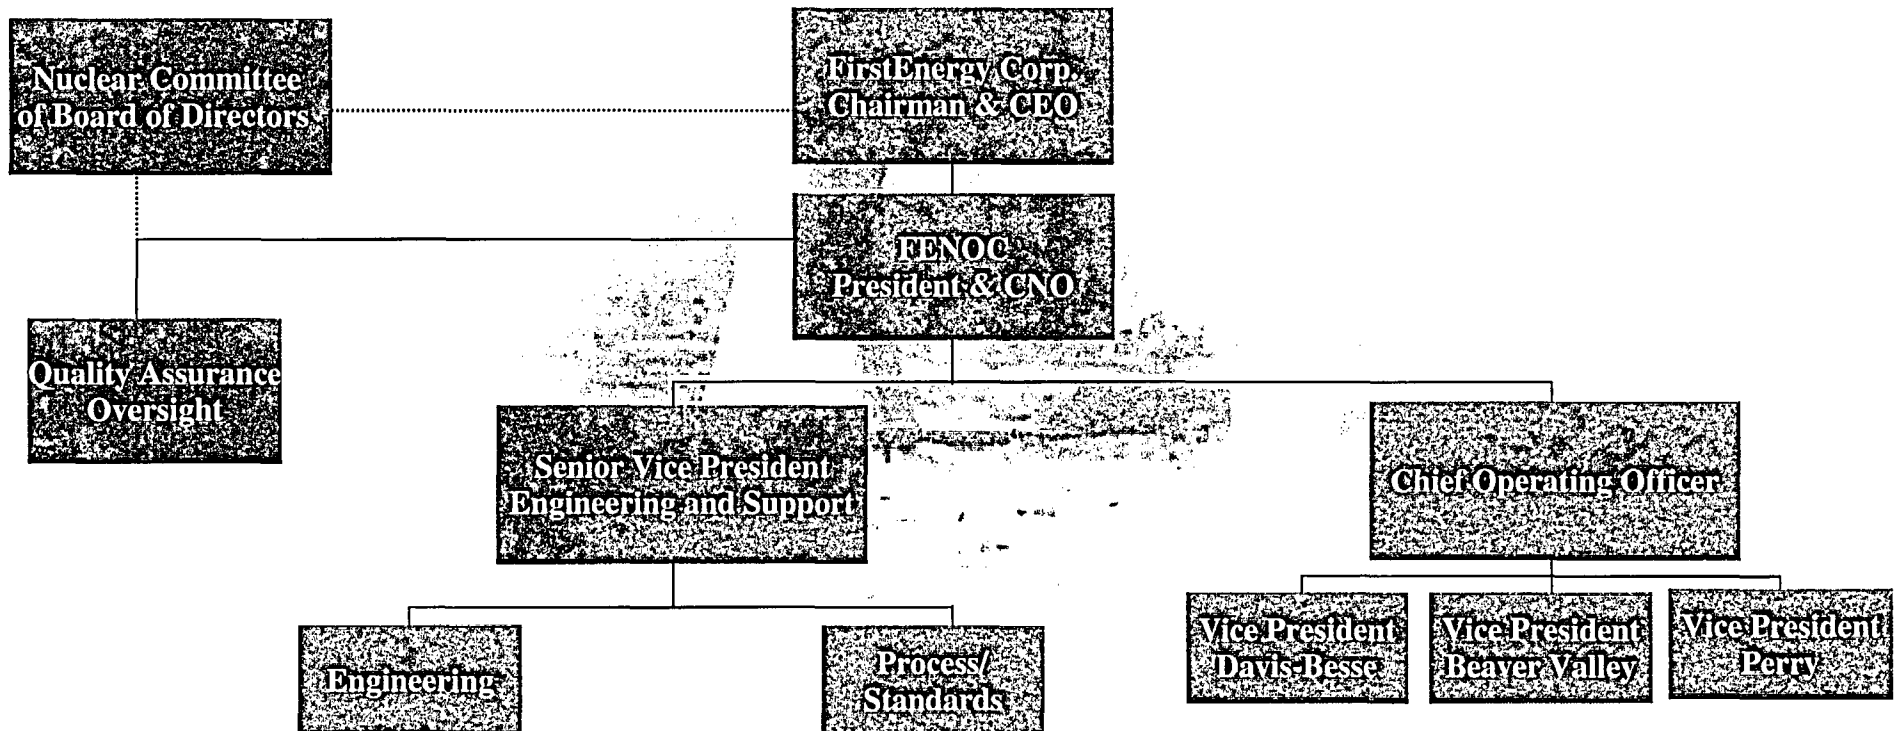 Nuclear Committee
of Board of Directors
FirstEnergy Corp.
Chairman & CEO
FENOC
President & CNO
Quality Assurance
Oversight
Senior Vice President
Engineering and Support
Chief Operating Officer
Engineering
Process/
Standards
Vice President
Davis-Besse
Vice President
Beaver Valley
Vice President
Perry